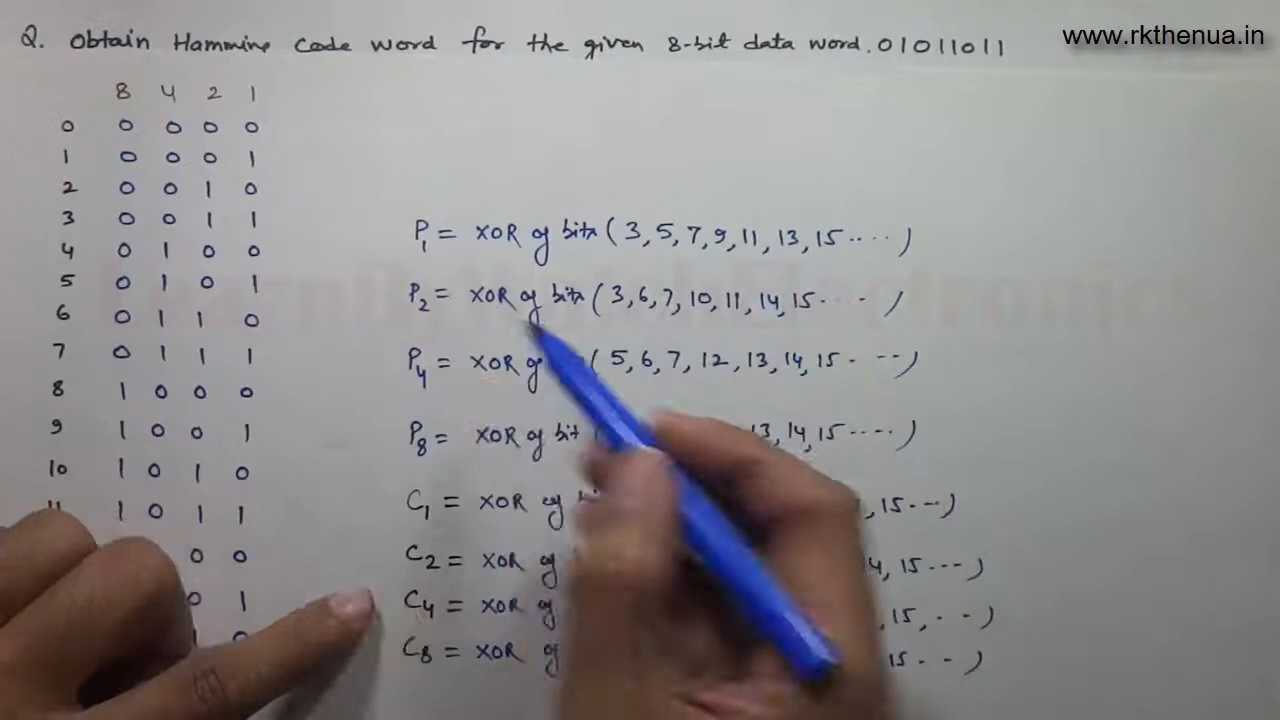 www.rkthenua.in
Q. Obtain Hammine Code word for the given 8-bit data word. 01011011
8 4 2 1
0 0 0 0 0
1 0 0 0 1
2 0 0 1 0
3 0 0 1 1
4 0 1 0 0
5 0 1 0 1
6 0 1 1 0
7 0 1 1 1
8 1 0 0 0
9 1 0 0 1
10 1 0 1 0
11 1 0 1 1
0 0
0 1
1 0
P1 = XOR of bits (3, 5, 7, 9, 11, 13, 15 ....)
P2 = XOR of bits (3, 6, 7, 10, 11, 14, 15 ....)
P4 = XOR of (5, 6, 7, 12, 13, 14, 15 ....)
P8 = XOR of bit 13, 14, 15 ....)
C1 = XOR of , 15 ...)
C2 = XOR of 14, 15 ...)
C4 = XOR of , 15, ...)
C8 = XOR of 15 ...)